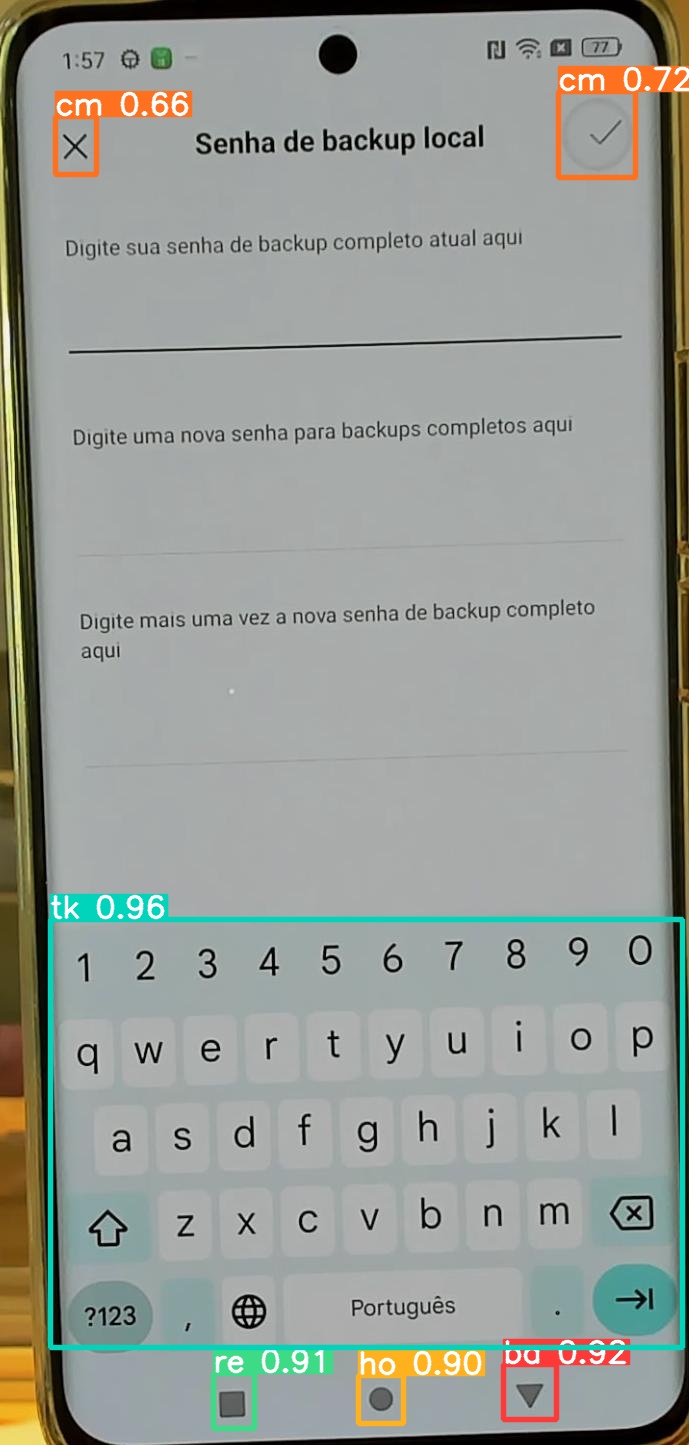 1:57 77
cm 0.66 cm 0.72
Senha de backup local
Digite sua senha de backup completo atual aqui
Digite uma nova senha para backups completos aqui
Digite mais uma vez a nova senha de backup completo
aqui
tk 0.96
1 2 3 4 5 6 7 8 9 0
q w e r t y u i o p
a s d f g h j k l
z x c v b n m
?123 , Português .
re 0.91 ho 0.90 ba 0.92